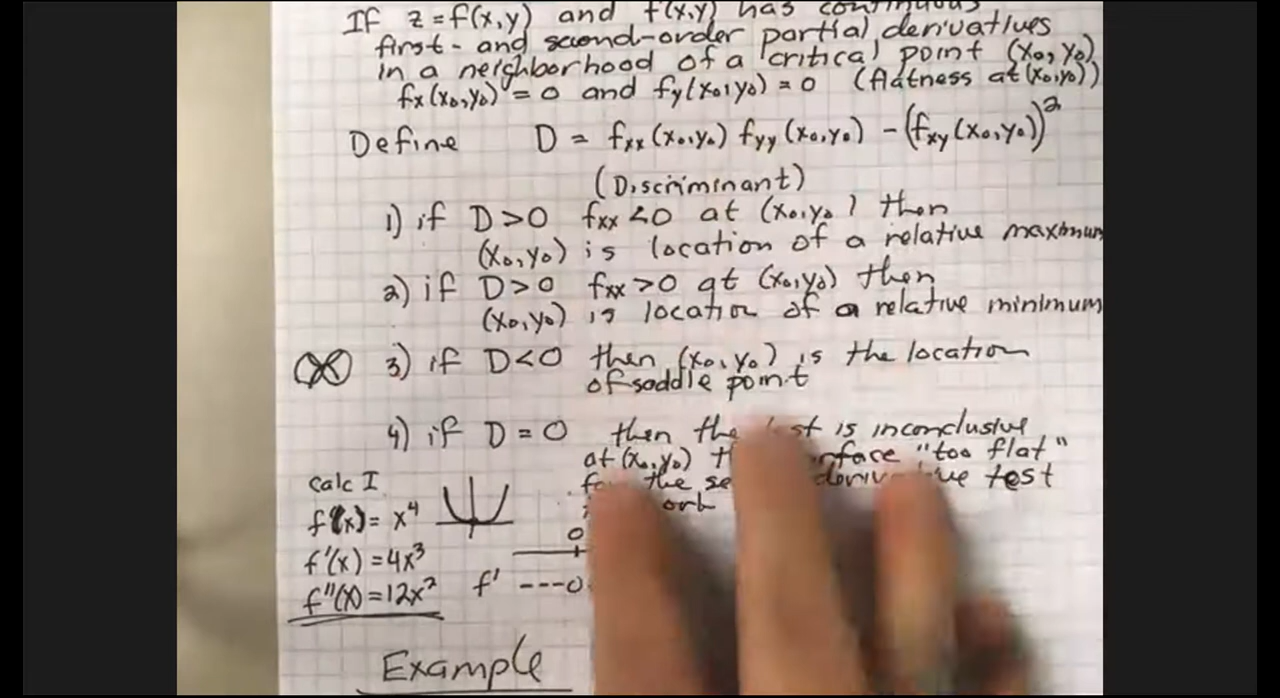 If z = f(x,y) and f(x,y) has continuous
first- and second-order partial derivatives
in a neighborhood of a critical point (x₀,y₀)
fx(x₀,y₀) = 0 and fy(x₀,y₀) = 0 (flatness at (x₀,y₀))
Define D = fxx(x₀,y₀) fyy(x₀,y₀) - (fxy(x₀,y₀))²
(Discriminant)
1) if D>0 fxx<0 at (x₀,y₀) then
(x₀,y₀) is location of a relative maximum
2) if D>0 fxx>0 at (x₀,y₀) then
(x₀,y₀) is location of a relative minimum
3) if D<0 then (x₀,y₀) is the location
of saddle point
4) if D = 0 then the is inconclusive
at (x₀,y₀) "too flat"
the test
Calc I
f(x) = x⁴
0
f'(x) = 4x³
f' ---0
f''(x) = 12x²
Example